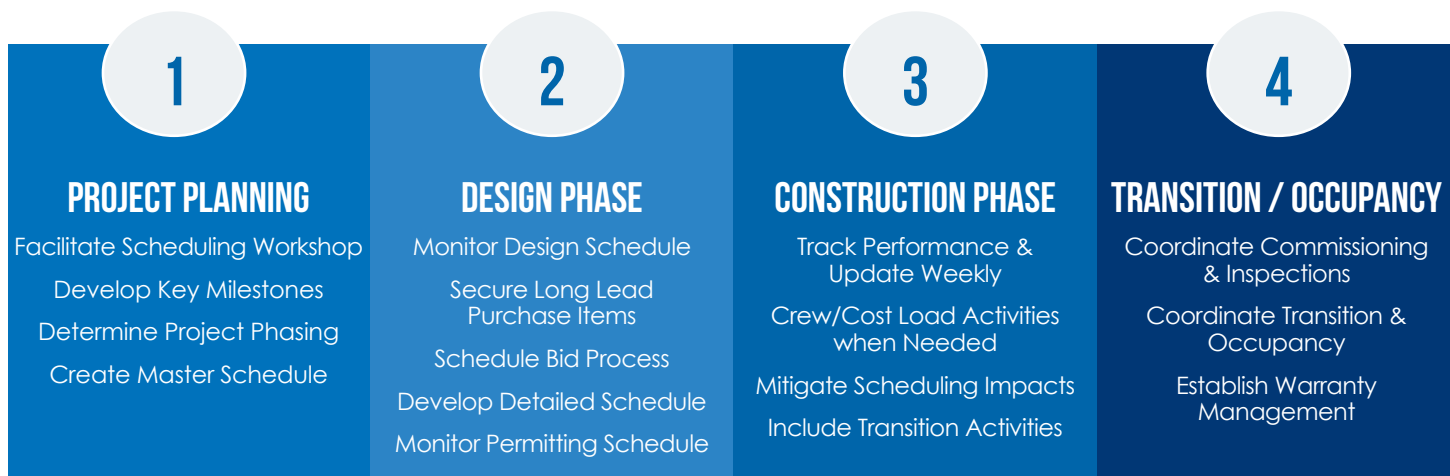 1
PROJECT PLANNING
Facilitate Scheduling Workshop
Develop Key Milestones
Determine Project Phasing
Create Master Schedule
2
DESIGN PHASE
Monitor Design Schedule
Secure Long Lead
Purchase Items
Schedule Bid Process
Develop Detailed Schedule
Monitor Permitting Schedule
3
CONSTRUCTION PHASE
Track Performance &
Update Weekly
Crew/Cost Load Activities
when Needed
Mitigate Scheduling Impacts
Include Transition Activities
4
TRANSITION / OCCUPANCY
Coordinate Commissioning
& Inspections
Coordinate Transition &
Occupancy
Establish Warranty
Management